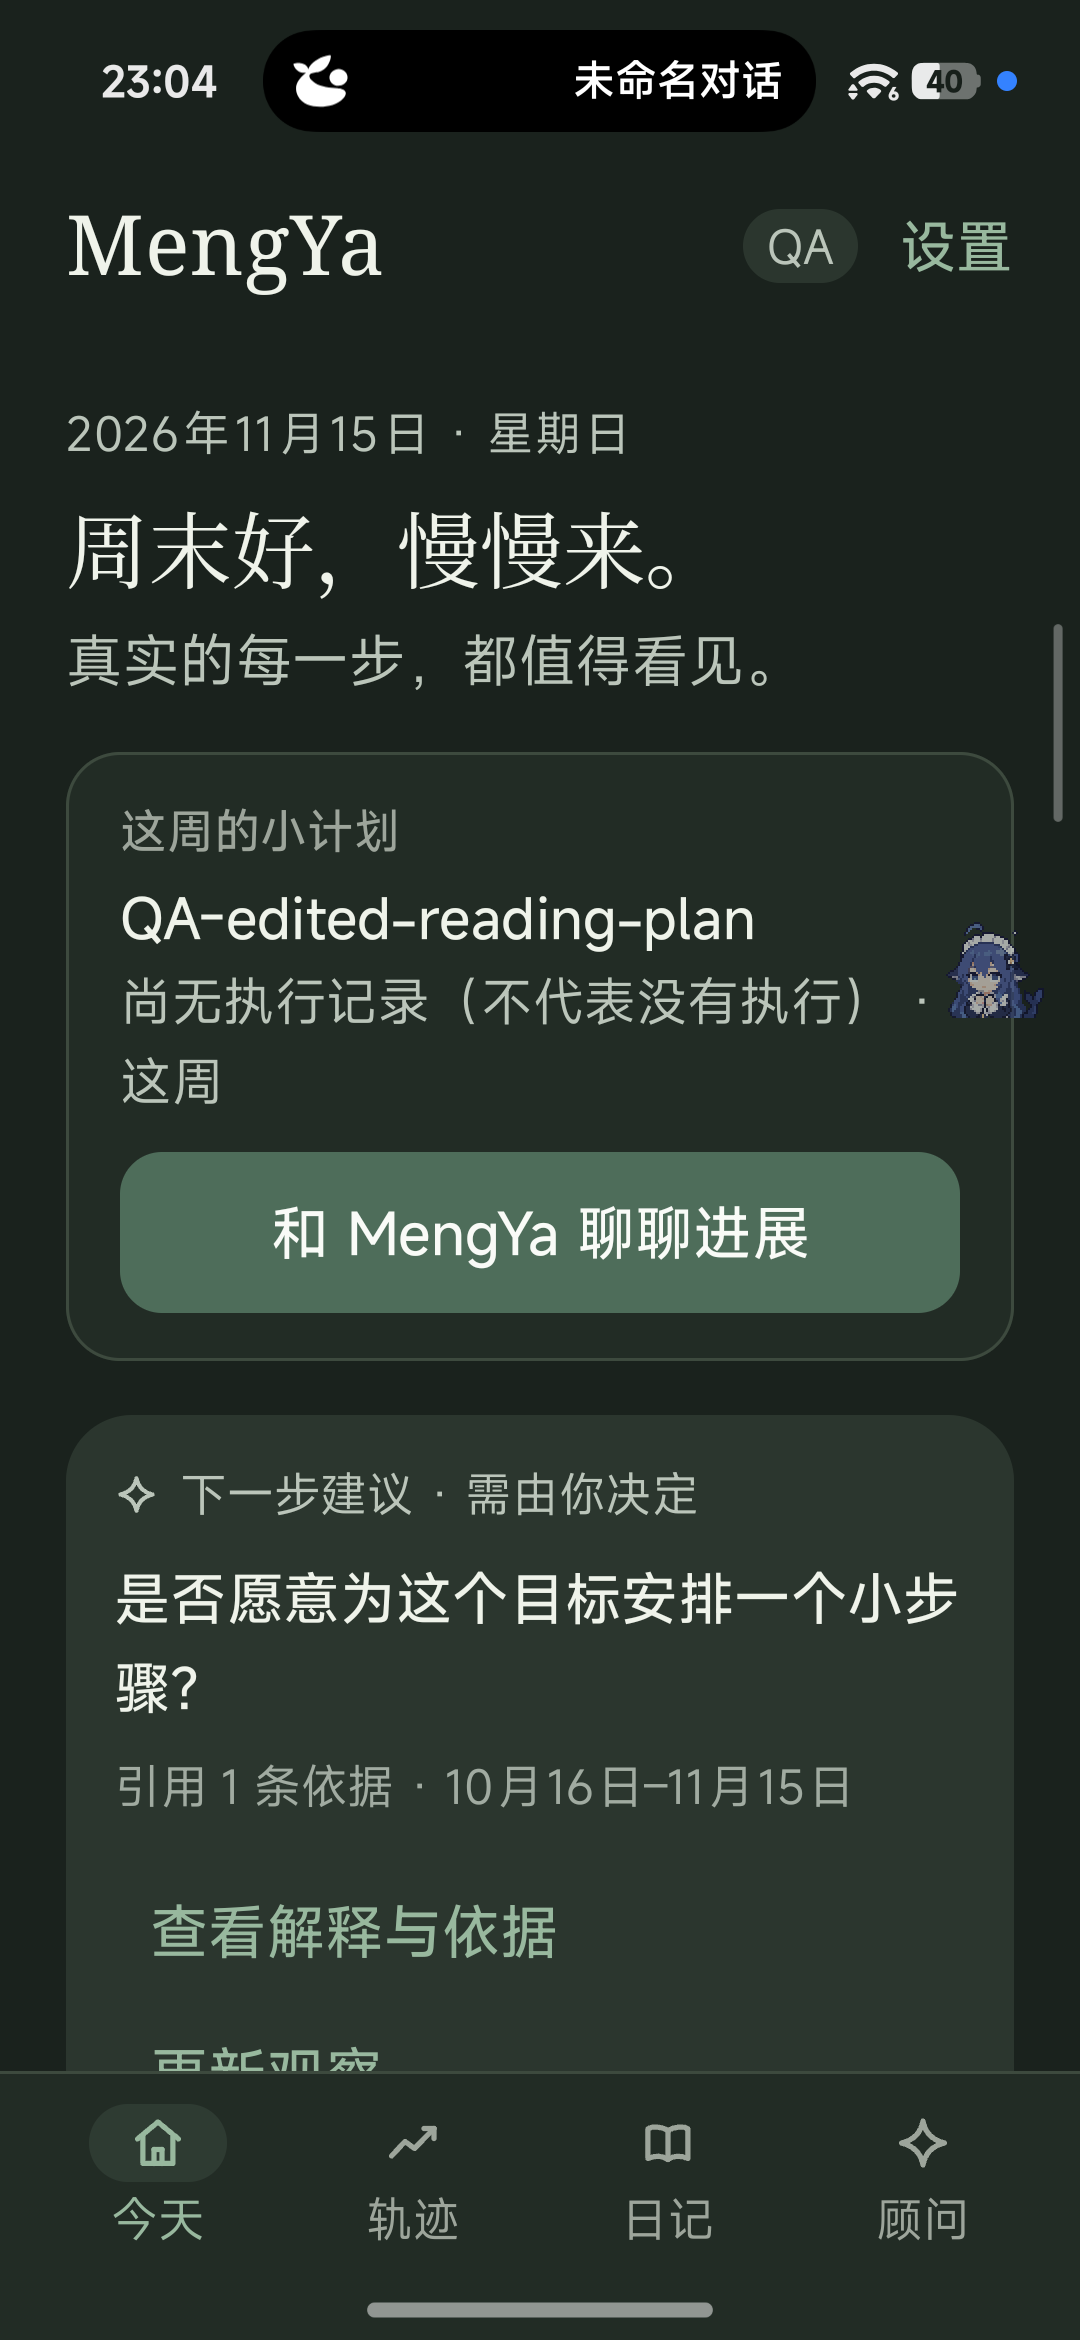 23:04
未命名对话
6
40
MengYa
QA
设置
2026年11月15日 · 星期日
周末好，慢慢来。
真实的每一步，都值得看见。
这周的小计划
QA-edited-reading-plan
尚无执行记录（不代表没有执行） ·
这周
和 MengYa 聊聊进展
下一步建议 · 需由你决定
是否愿意为这个目标安排一个小步
骤？
引用 1 条依据 · 10月16日–11月15日
查看解释与依据
更新观察
今天
轨迹
日记
顾问